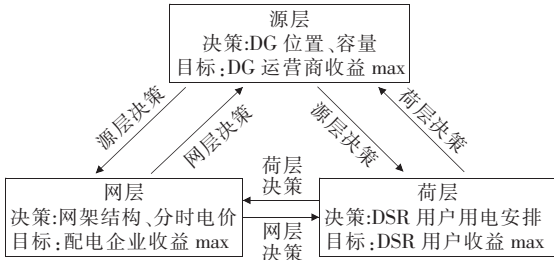 源层
决策:DG 位置、容量
目标:DG 运营商收益 max
源层决策
网层决策
源层决策
荷层决策
网层
决策:网架结构、分时电价
目标:配电企业收益 max
荷层
决策
网层
决策
荷层
决策:DSR 用户用电安排
目标:DSR 用户收益 max